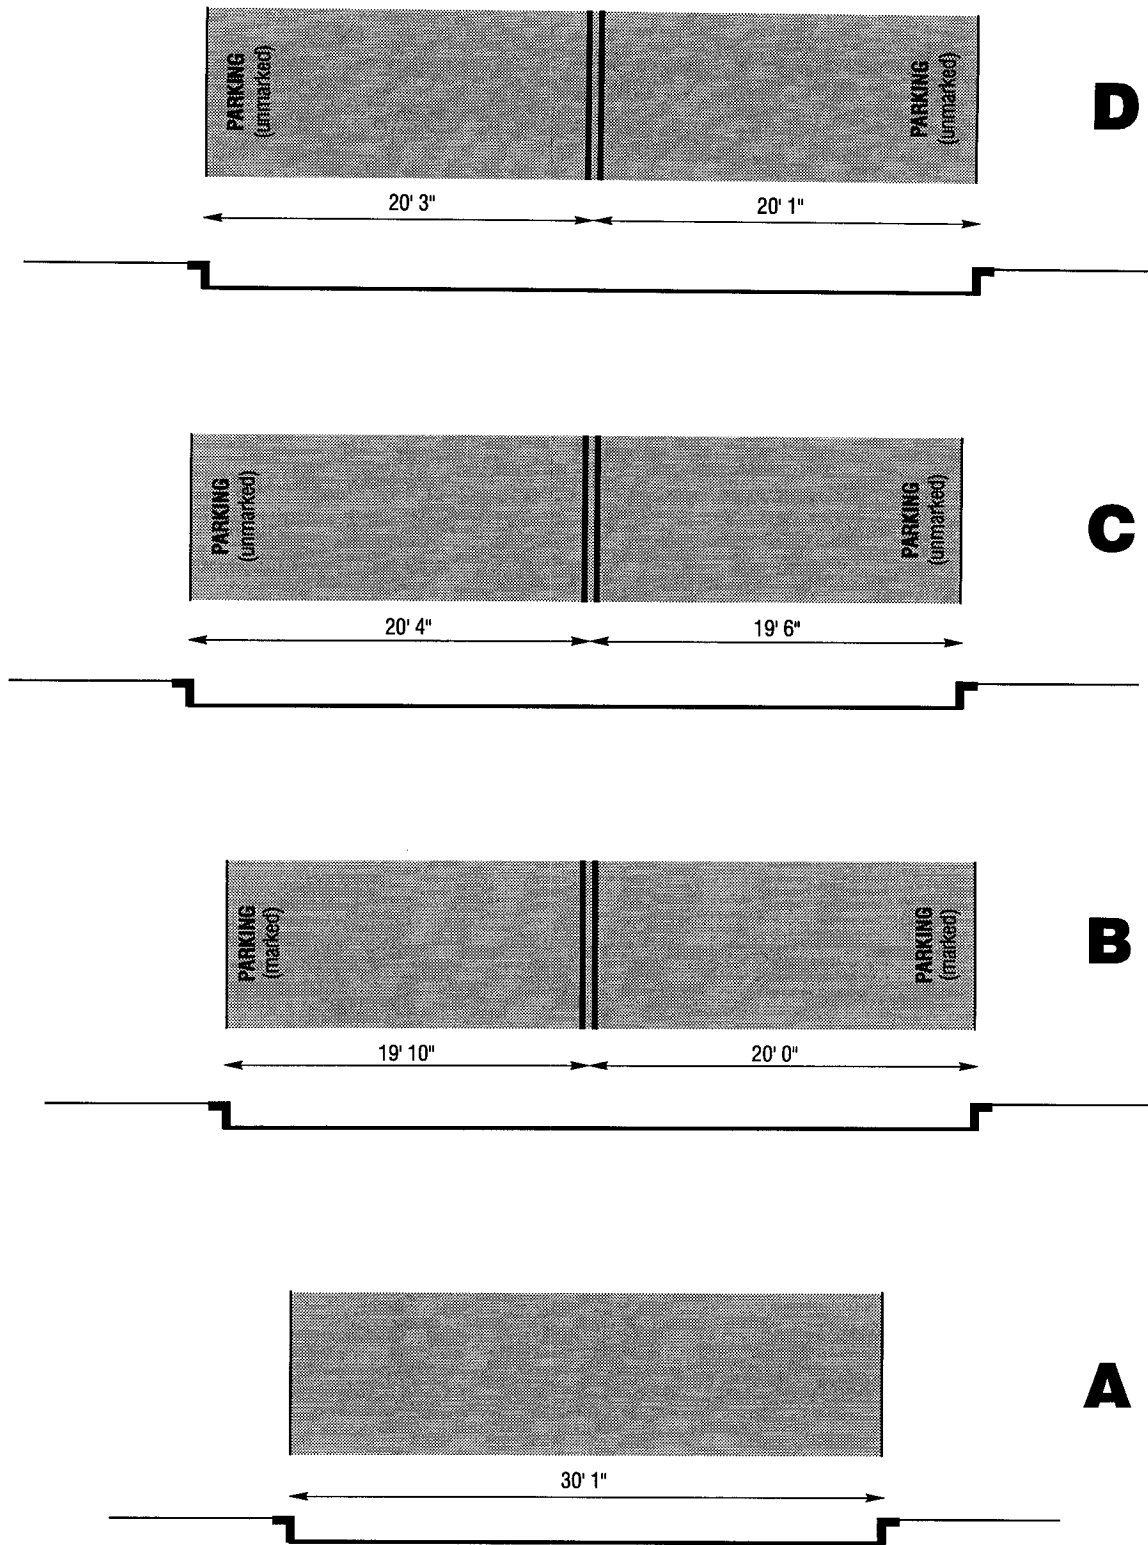 PARKING
(unmarked)
PARKING
(unmarked)
D
20' 3"
20' 1"
PARKING
(unmarked)
PARKING
(unmarked)
C
20' 4"
19' 6"
PARKING
(marked)
PARKING
(marked)
B
19' 10"
20' 0"
A
30' 1"